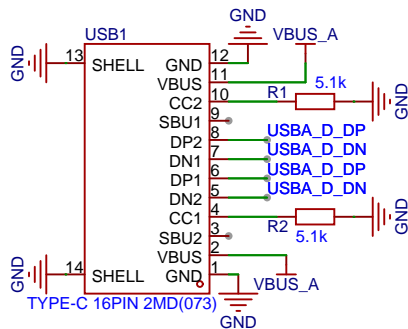 GND
USB1
VBUS_A
GND
13
SHELL
GND
12
VBUS
11
CC2
10
R1
5.1k
GND
SBU1
9
DP2
8
USBA_D_DP
DN1
7
USBA_D_DN
DP1
6
USBA_D_DP
DN2
5
USBA_D_DN
CC1
4
R2
5.1k
GND
SBU2
3
VBUS
2
VBUS_A
GND
14
SHELL
GND
1
TYPE-C 16PIN 2MD(073)
GND